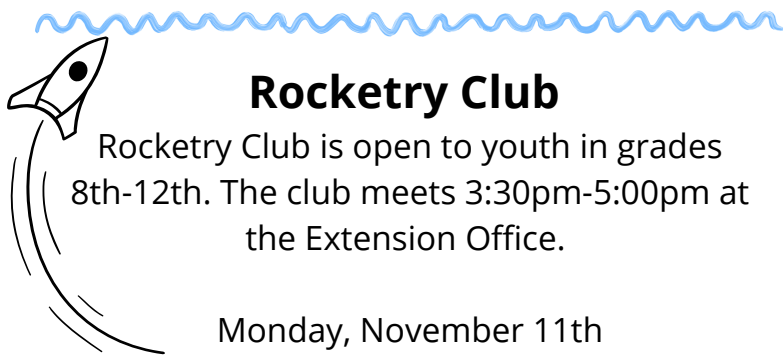 Rocketry Club
Rocketry Club is open to youth in grades
8th-12th. The club meets 3:30pm-5:00pm at
the Extension Office.
Monday, November 11th